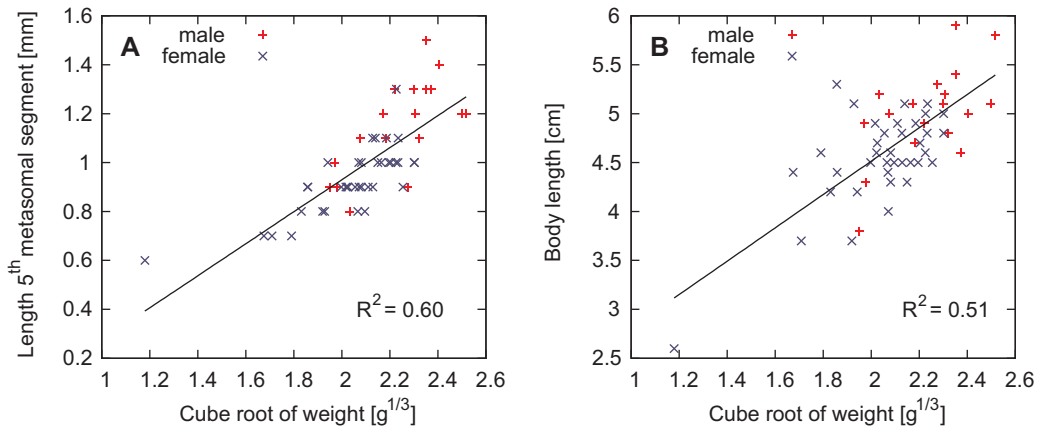 A
male
female
Length 5th metasomal segment [mm]
1.6
1.4
1.2
1
0.8
0.6
0.4
0.2
R2 = 0.60
1 1.2 1.4 1.6 1.8 2 2.2 2.4 2.6
Cube root of weight [g1/3]
B
male
female
Body length [cm]
6
5.5
5
4.5
4
3.5
3
2.5
R2 = 0.51
1 1.2 1.4 1.6 1.8 2 2.2 2.4 2.6
Cube root of weight [g1/3]